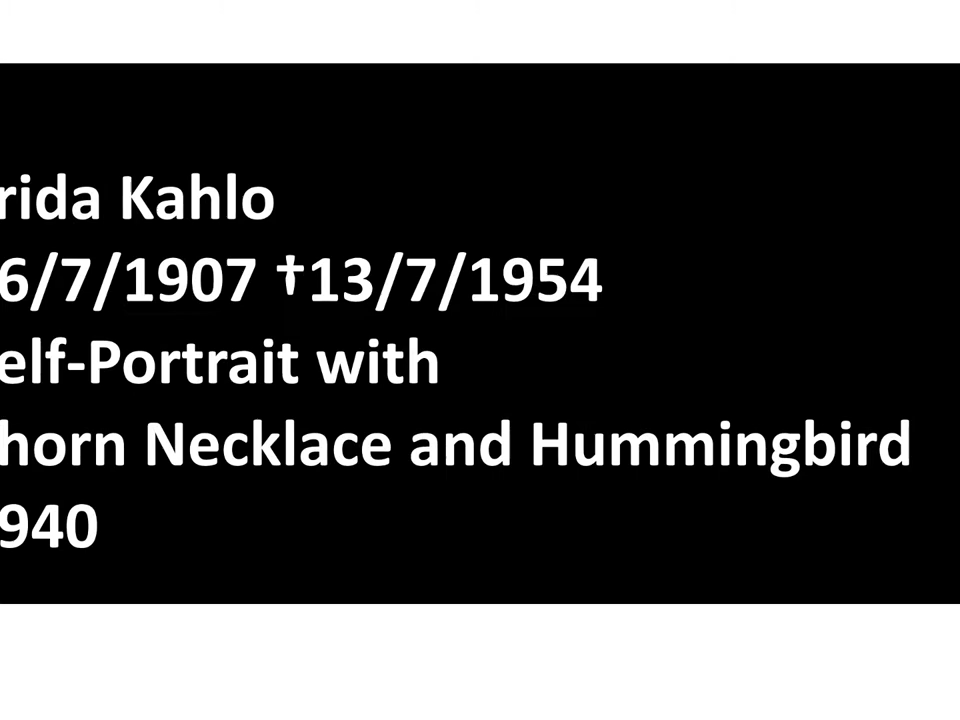 rida Kahlo
6/7/1907 †13/7/1954
elf-Portrait with
horn Necklace and Hummingbird
940